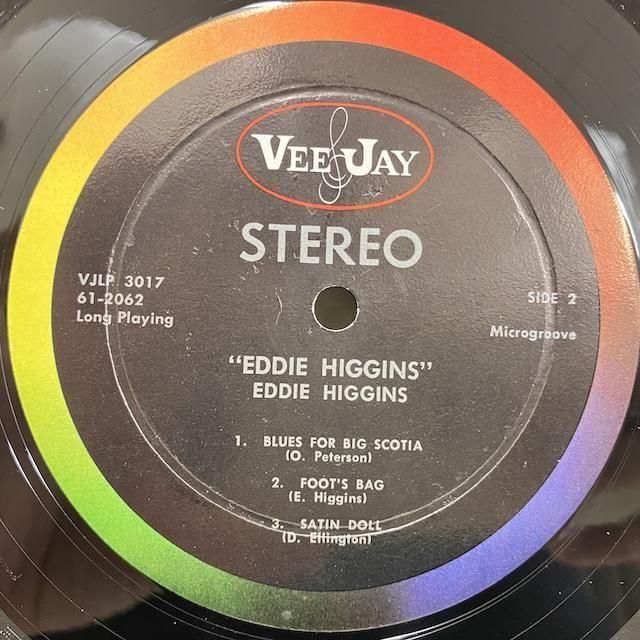 VEE JAY
STEREO
VJLP 3017
61-2062
Long Playing
SIDE 2
Microgroove
"EDDIE HIGGINS"
EDDIE HIGGINS
1. BLUES FOR BIG SCOTIA
(O. Peterson)
2. FOOT'S BAG
(E. Higgins)
3. SATIN DOLL
(D. Ellington)